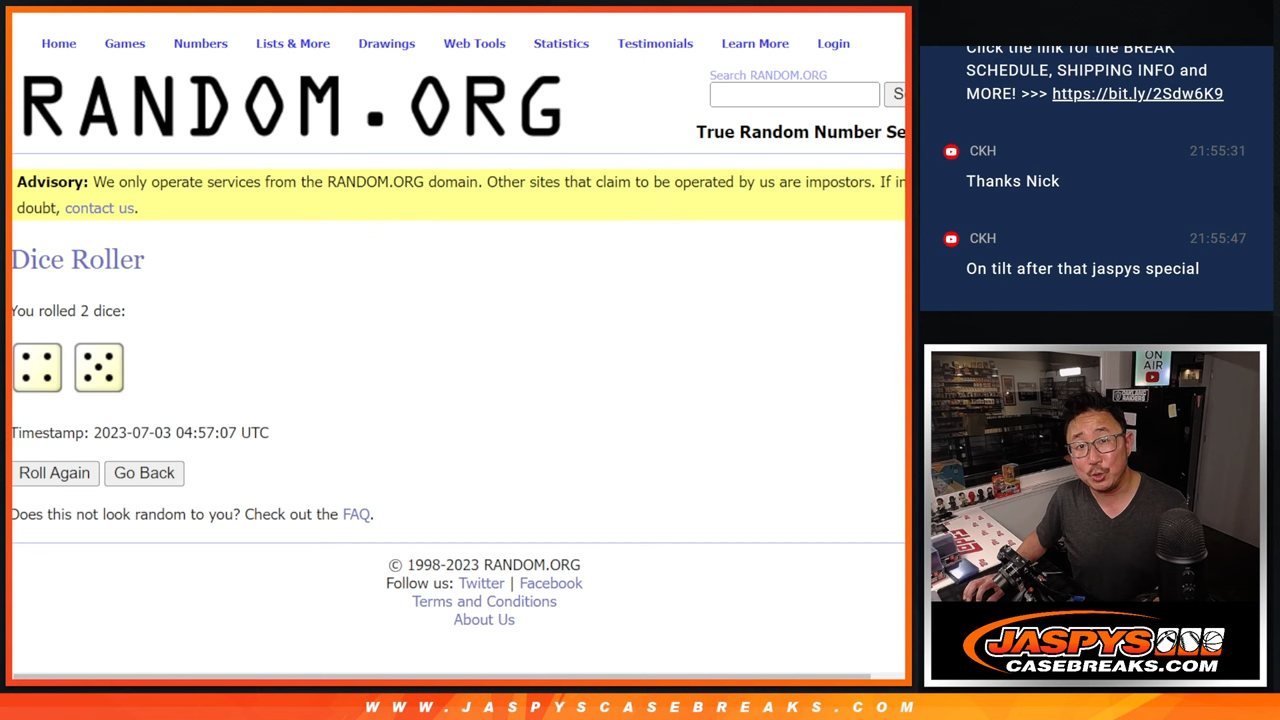 Home Games Numbers Lists & More Drawings Web Tools Statistics Testimonials Learn More Login
RANDOM.ORG
Search RANDOM.ORG
True Random Number Se
Advisory: We only operate services from the RANDOM.ORG domain. Other sites that claim to be operated by us are impostors. If in
doubt, contact us.
Dice Roller
You rolled 2 dice:
Timestamp: 2023-07-03 04:57:07 UTC
Roll Again Go Back
Does this not look random to you? Check out the FAQ.
© 1998-2023 RANDOM.ORG
Follow us: Twitter | Facebook
Terms and Conditions
About Us
Click the link for the BREAK
SCHEDULE, SHIPPING INFO and
MORE! >>> https://bit.ly/2Sdw6K9
CKH 21:55:31
Thanks Nick
CKH 21:55:47
On tilt after that jaspys special
ON
AIR
JASPYS
CASEBREAKS.COM
WWW.JASPYSCASEBREAKS.COM